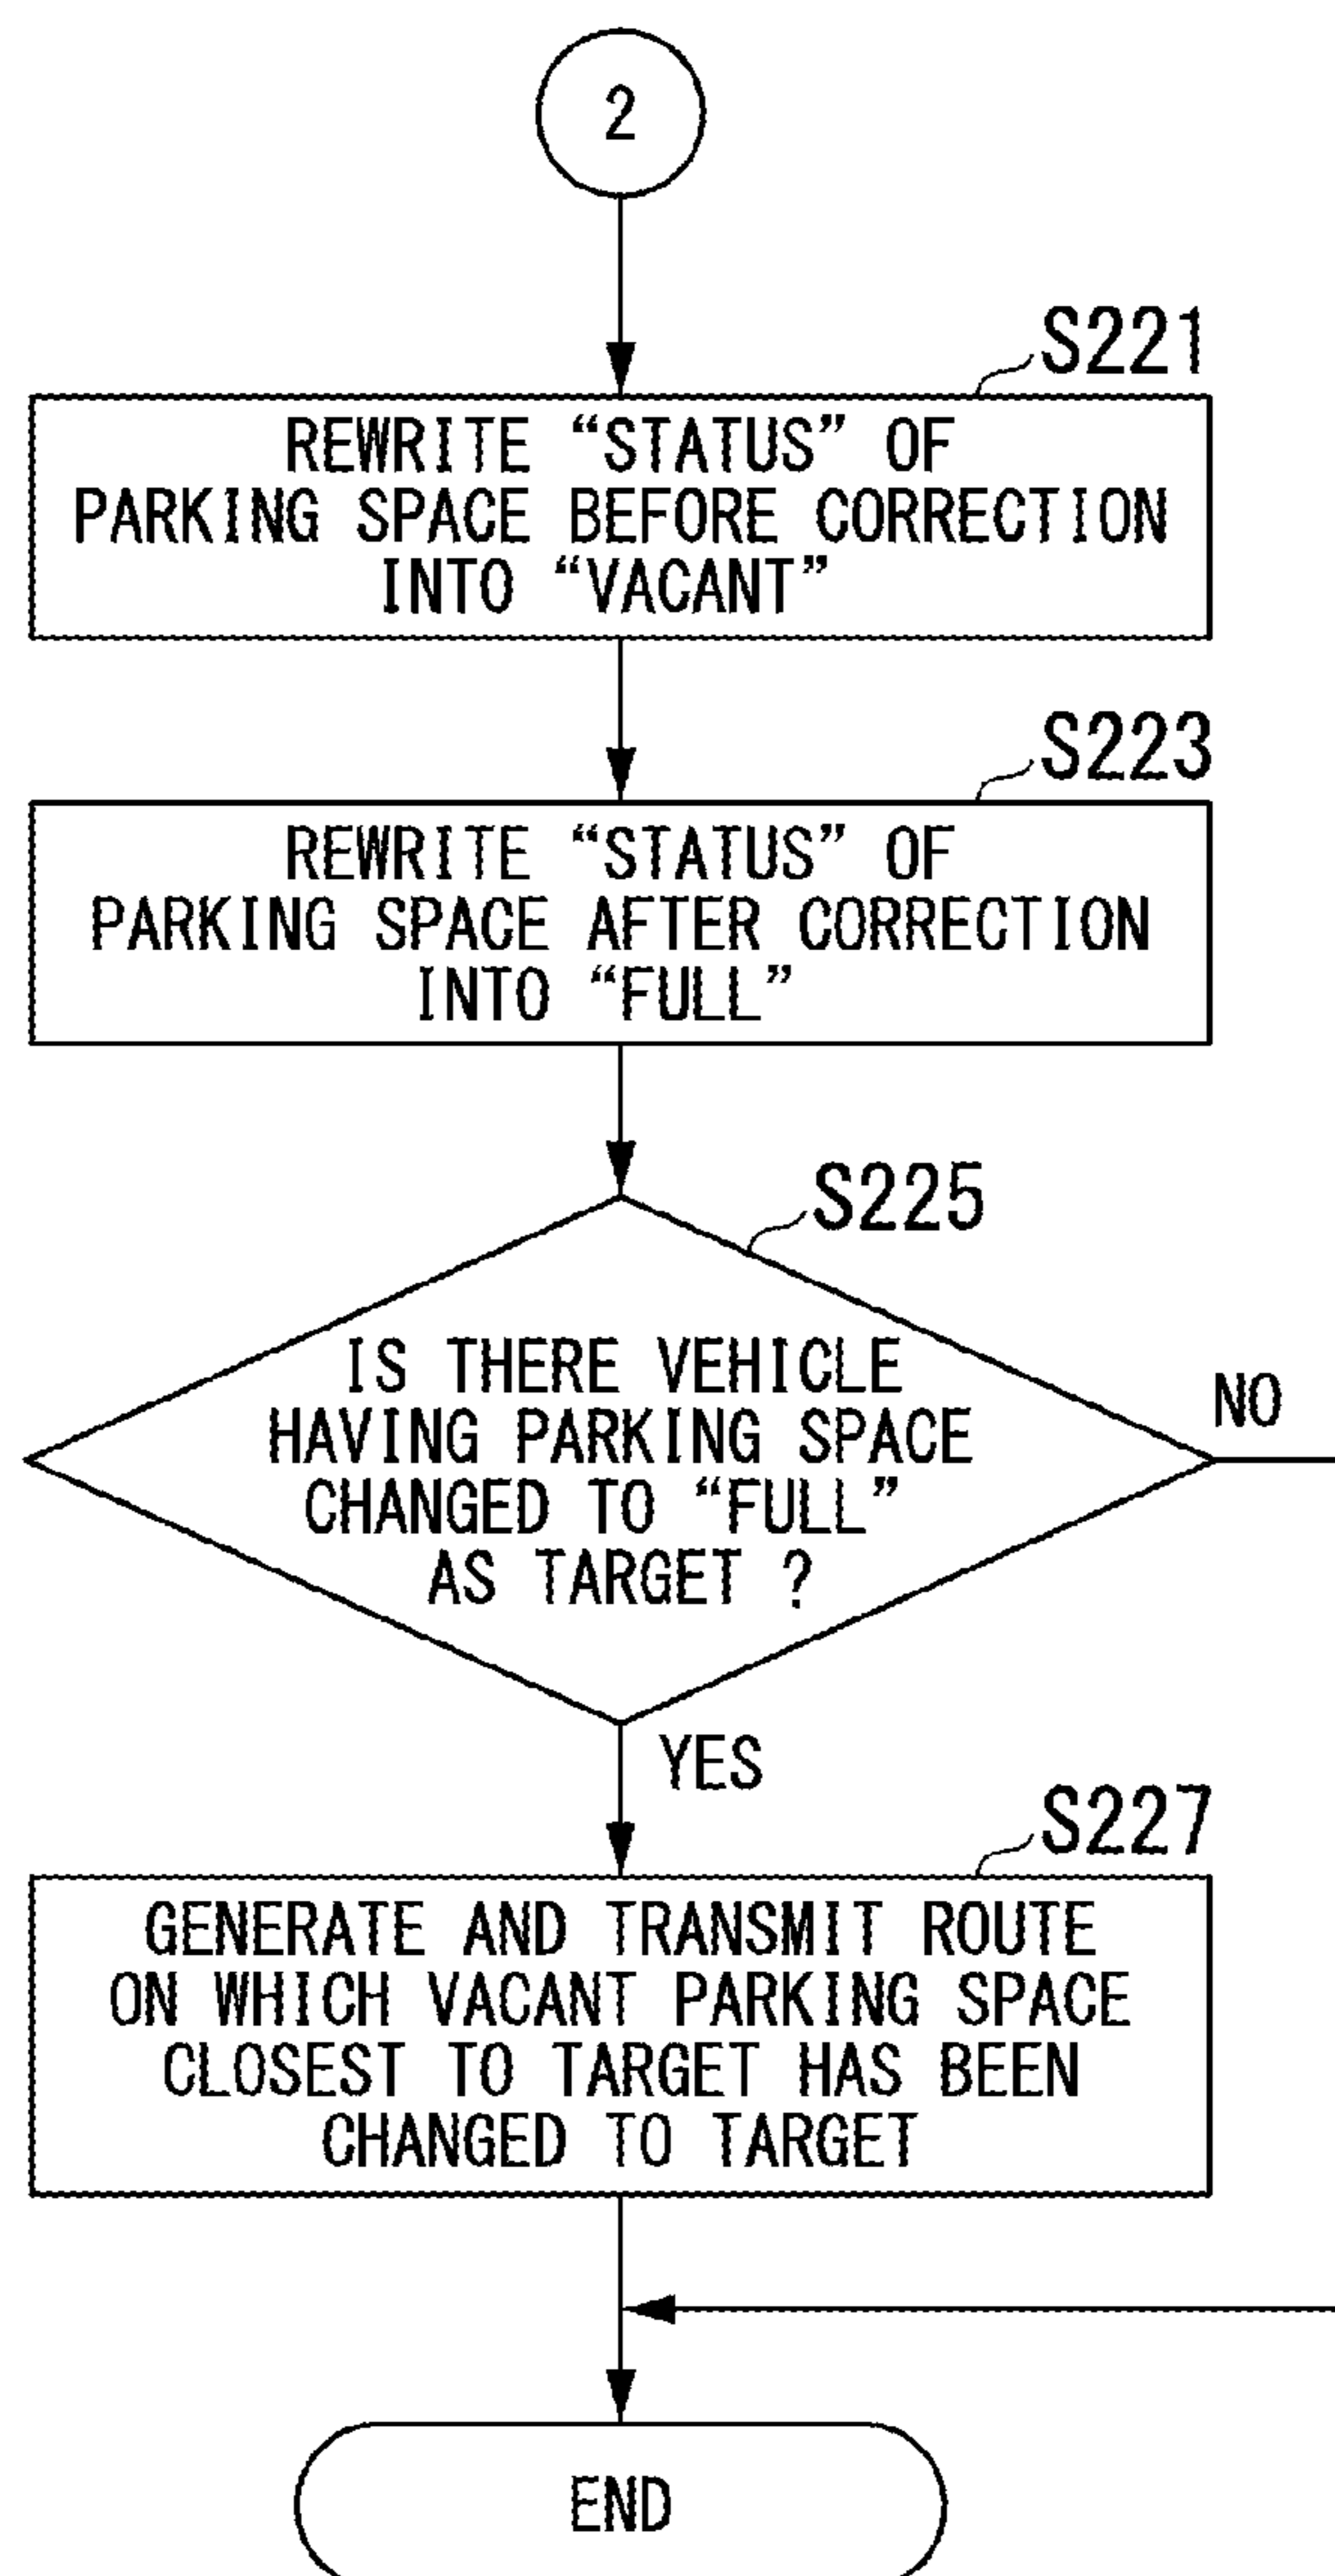 2
S221
REWRITE “STATUS” OF
PARKING SPACE BEFORE CORRECTION
INTO “VACANT”
S223
REWRITE “STATUS” OF
PARKING SPACE AFTER CORRECTION
INTO “FULL”
S225
IS THERE VEHICLE
HAVING PARKING SPACE
CHANGED TO “FULL”
AS TARGET ?
NO
YES
S227
GENERATE AND TRANSMIT ROUTE
ON WHICH VACANT PARKING SPACE
CLOSEST TO TARGET HAS BEEN
CHANGED TO TARGET
END